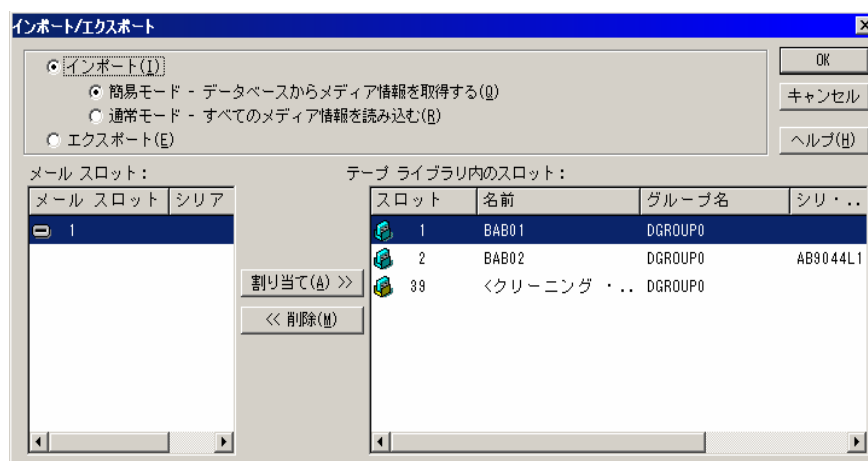 インポート/エクスポート
インポート(I)
簡易モード - データベースからメディア情報を取得する(Q)
通常モード - すべてのメディア情報を読み込む(R)
エクスポート(E)
OK
キャンセル
ヘルプ(H)
メール スロット:
メール スロット シリア
1
割り当て(A) >>
<< 削除(M)
テープ ライブラリ内のスロット:
スロット 名前 グループ名 シリ・..
1 BAB01 DGROUP0
2 BAB02 DGROUP0 AB9044L1
39 <クリーニング ・.. DGROUP0